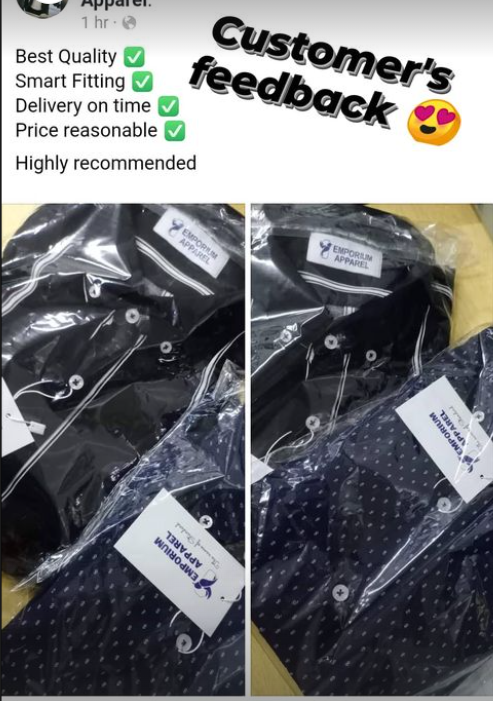 Apparel.
1 hr ·
Best Quality ✅
Smart Fitting ✅
Delivery on time ✅
Price reasonable ✅
Highly recommended
Customer's
feedback 😍
EMPORIUM
APPAREL
EMPORIUM
APPAREL
EMPORIUM
APPAREL
EMPORIUM
APPAREL